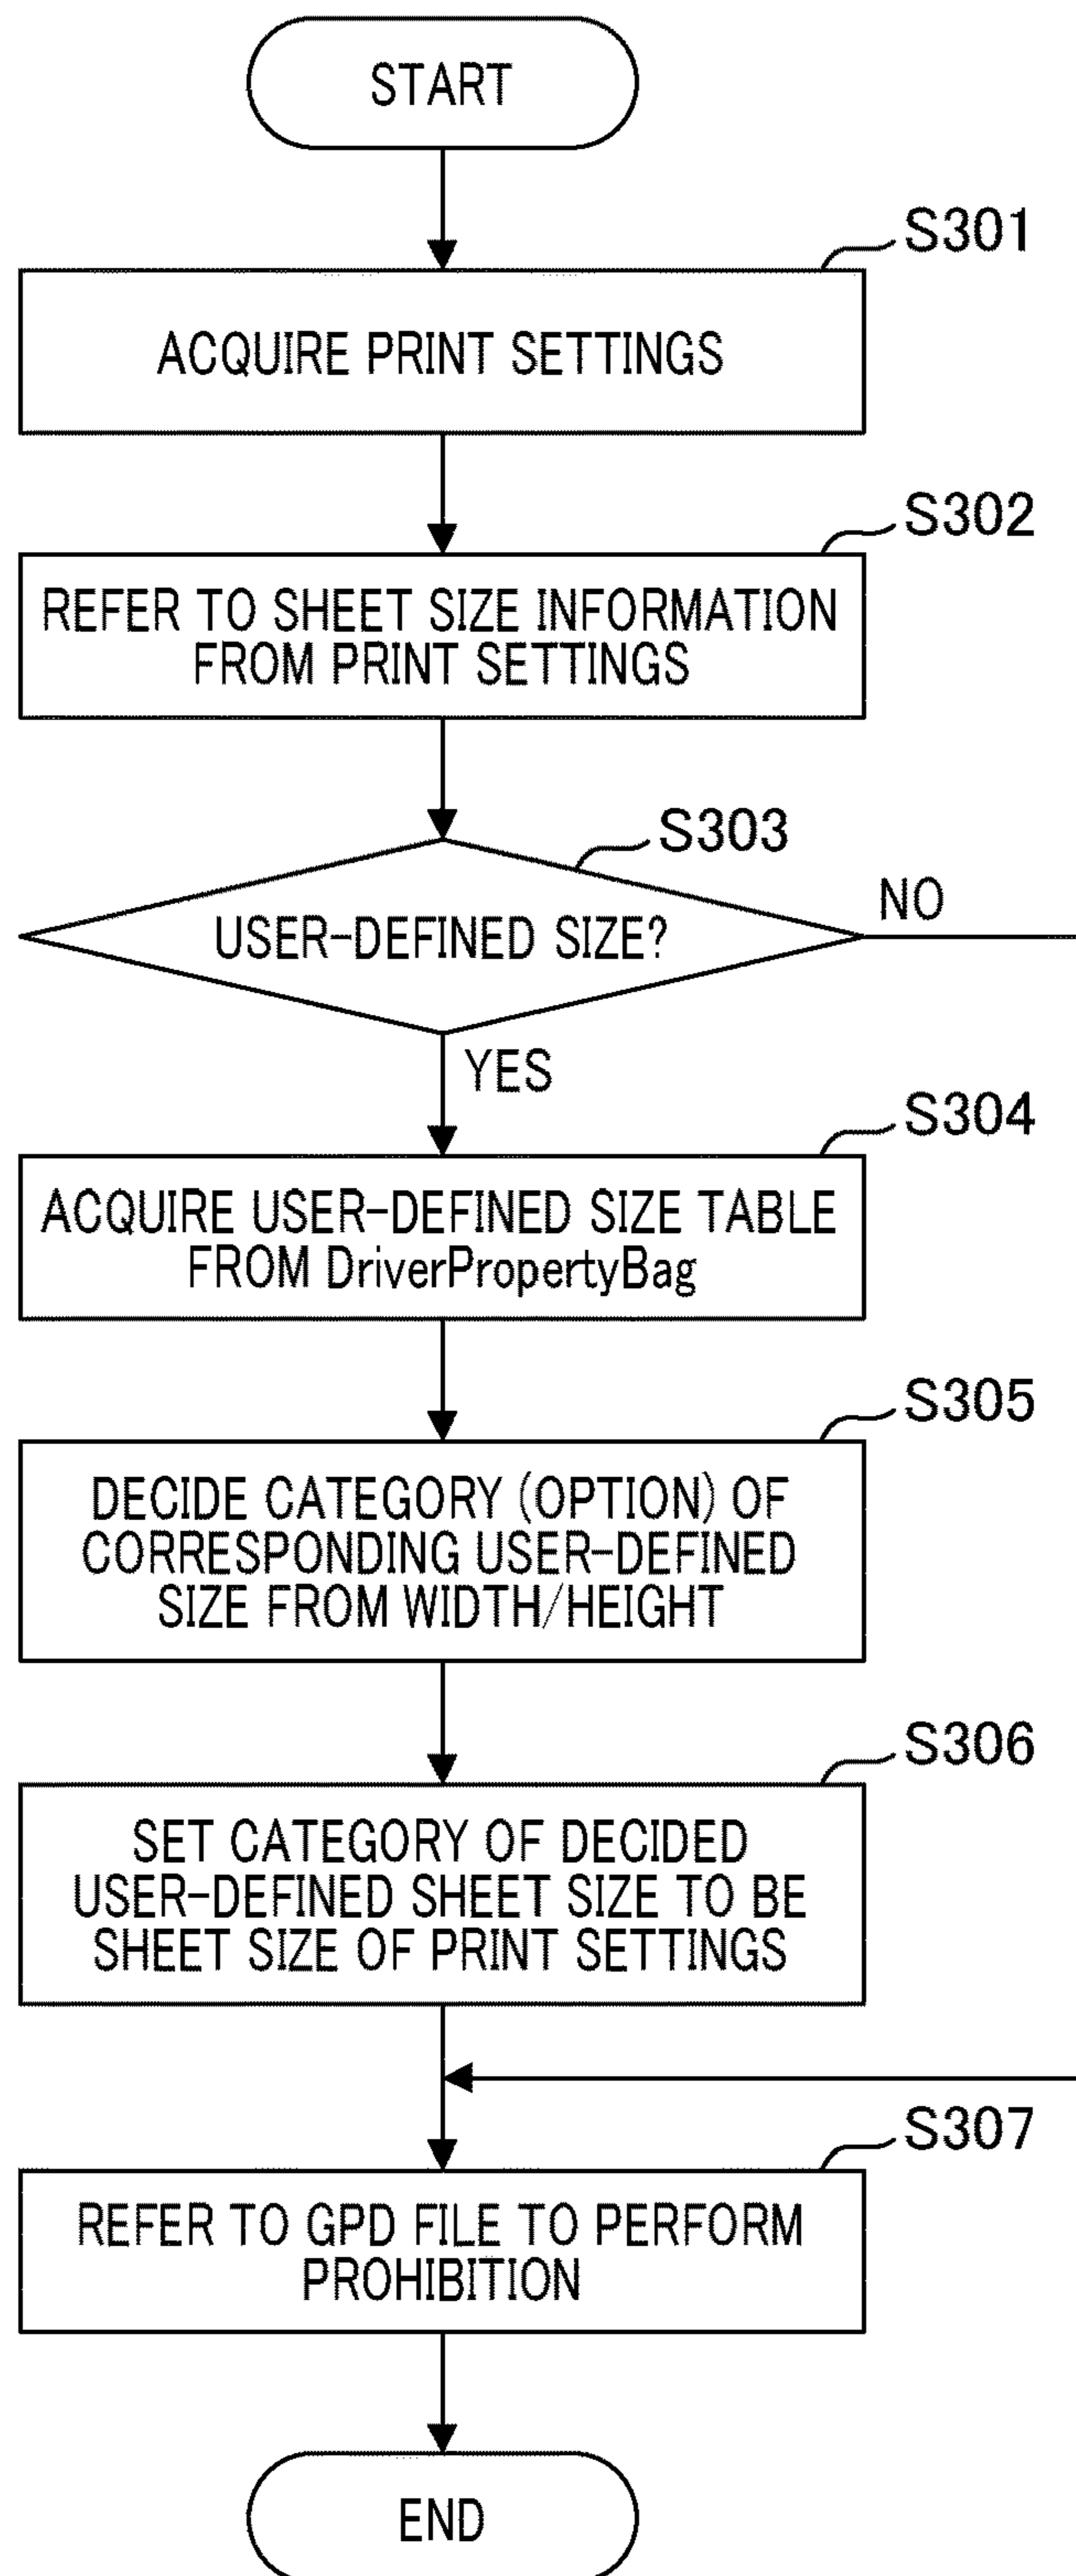 START
S301
ACQUIRE PRINT SETTINGS
S302
REFER TO SHEET SIZE INFORMATION
FROM PRINT SETTINGS
S303
USER-DEFINED SIZE?
NO
YES
S304
ACQUIRE USER-DEFINED SIZE TABLE
FROM DriverPropertyBag
S305
DECIDE CATEGORY (OPTION) OF
CORRESPONDING USER-DEFINED
SIZE FROM WIDTH/HEIGHT
S306
SET CATEGORY OF DECIDED
USER-DEFINED SHEET SIZE TO BE
SHEET SIZE OF PRINT SETTINGS
S307
REFER TO GPD FILE TO PERFORM
PROHIBITION
END